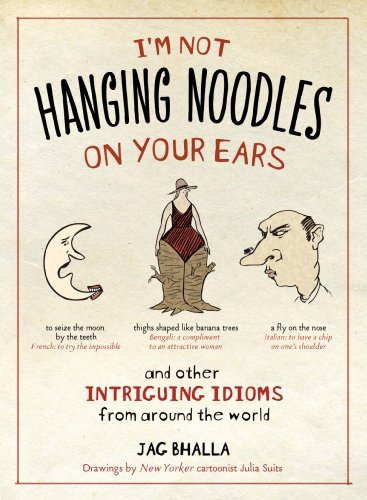 I'M NOT
HANGING NOODLES
ON YOUR EARS
to seize the moon
by the teeth
French: to try the impossible
thighs shaped like banana trees
Bengali: a compliment
to an attractive woman
a fly on the nose
Italian: to have a chip
on one's shoulder
and other
INTRIGUING IDIOMS
from around the world
JAG BHALLA
Drawings by New Yorker cartoonist Julia Suits